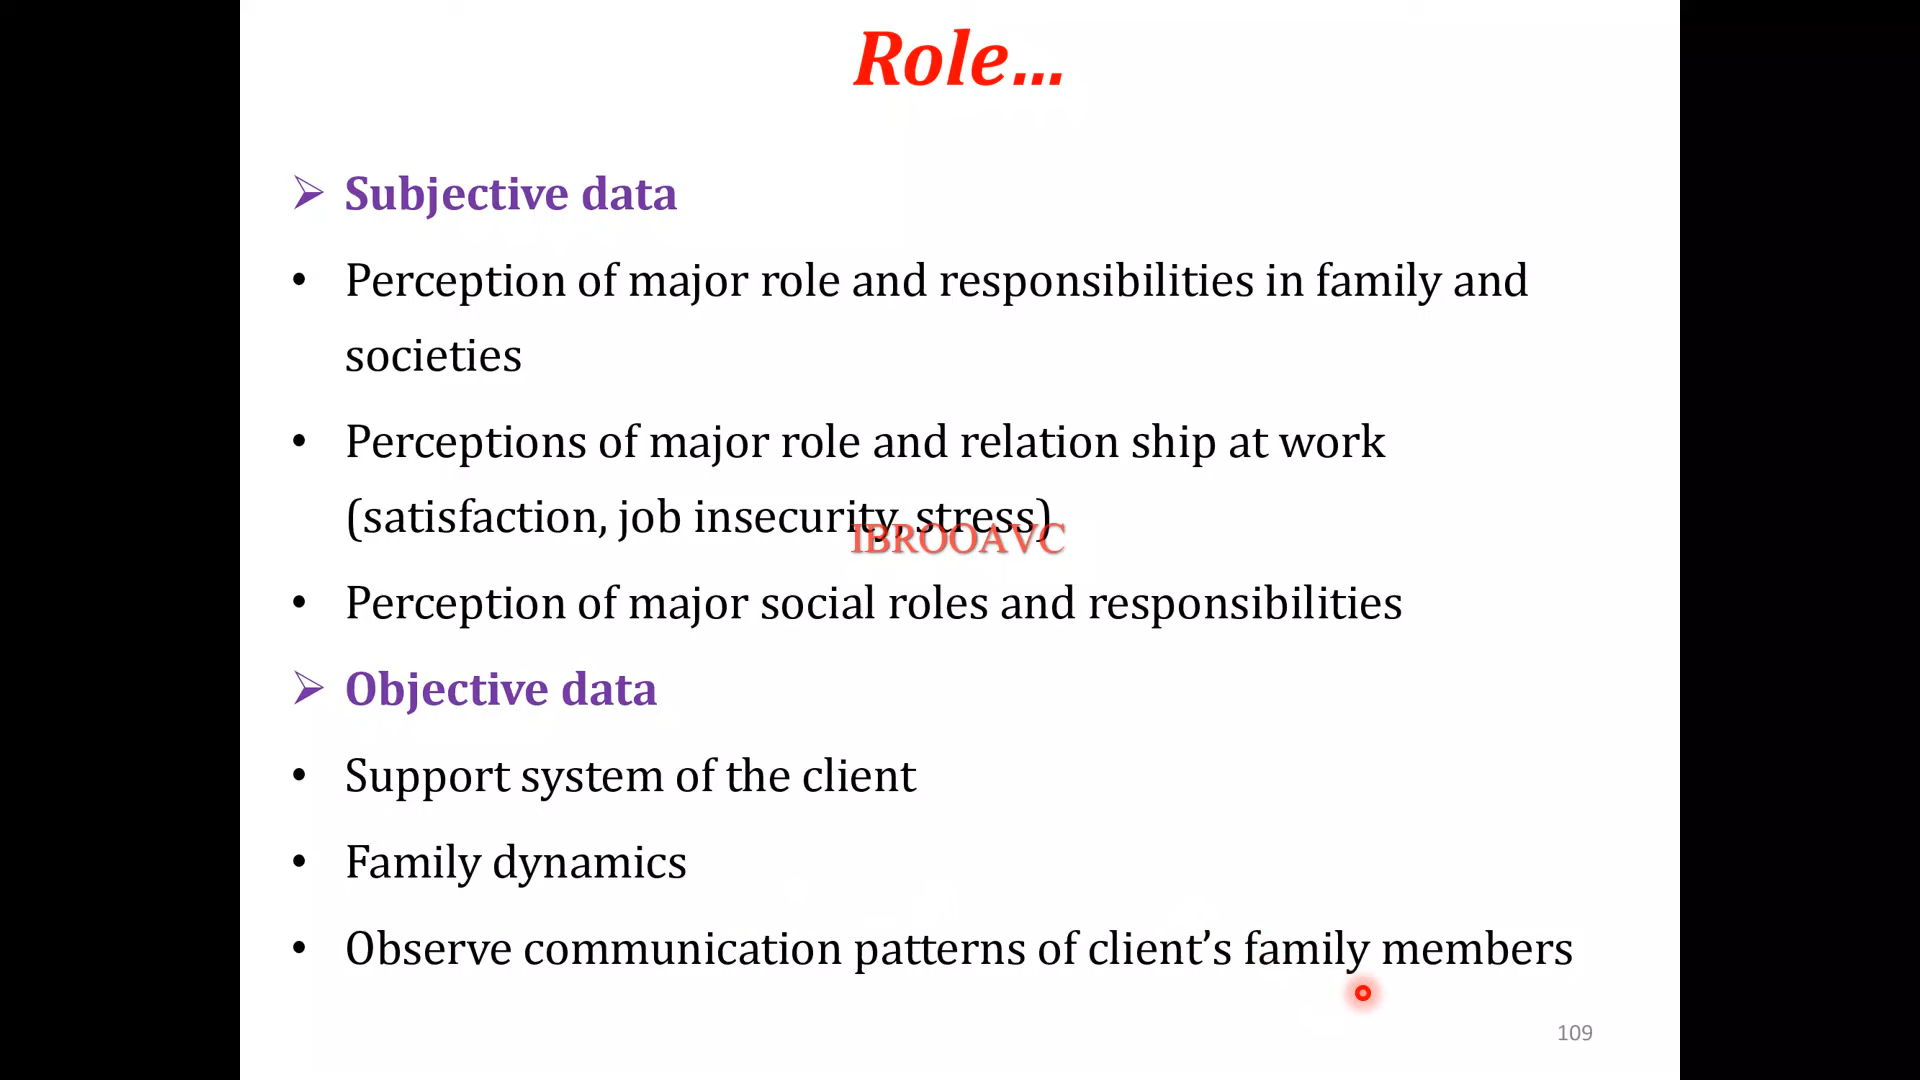 Role...
➢ Subjective data
• Perception of major role and responsibilities in family and
societies
• Perceptions of major role and relation ship at work
(satisfaction, job insecurity, stress)
IBROOAVC
• Perception of major social roles and responsibilities
➢ Objective data
• Support system of the client
• Family dynamics
• Observe communication patterns of client’s family members
109